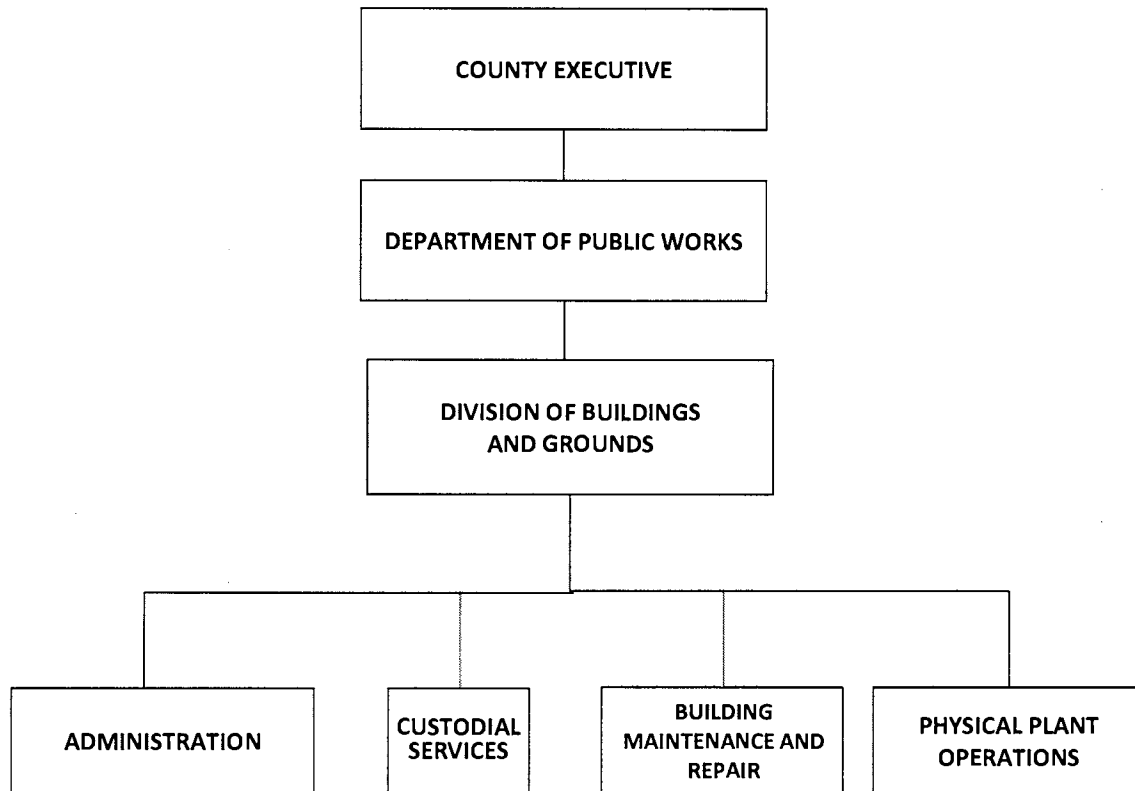 COUNTY EXECUTIVE
DEPARTMENT OF PUBLIC WORKS
DIVISION OF BUILDINGS
AND GROUNDS
ADMINISTRATION
CUSTODIAL
SERVICES
BUILDING
MAINTENANCE AND
REPAIR
PHYSICAL PLANT
OPERATIONS